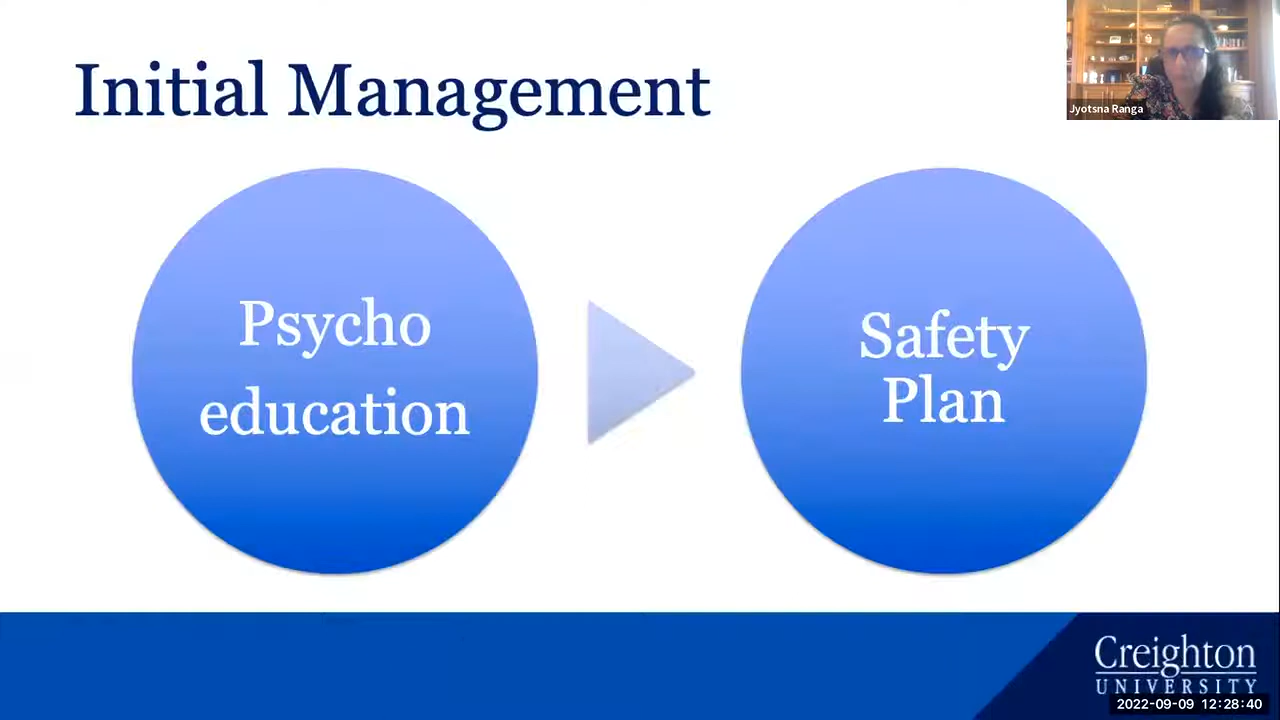 Initial Management
Jyotsna Ranga
Psycho
education
Safety
Plan
Creighton
UNIVERSITY
2022-09-09 12:28:40